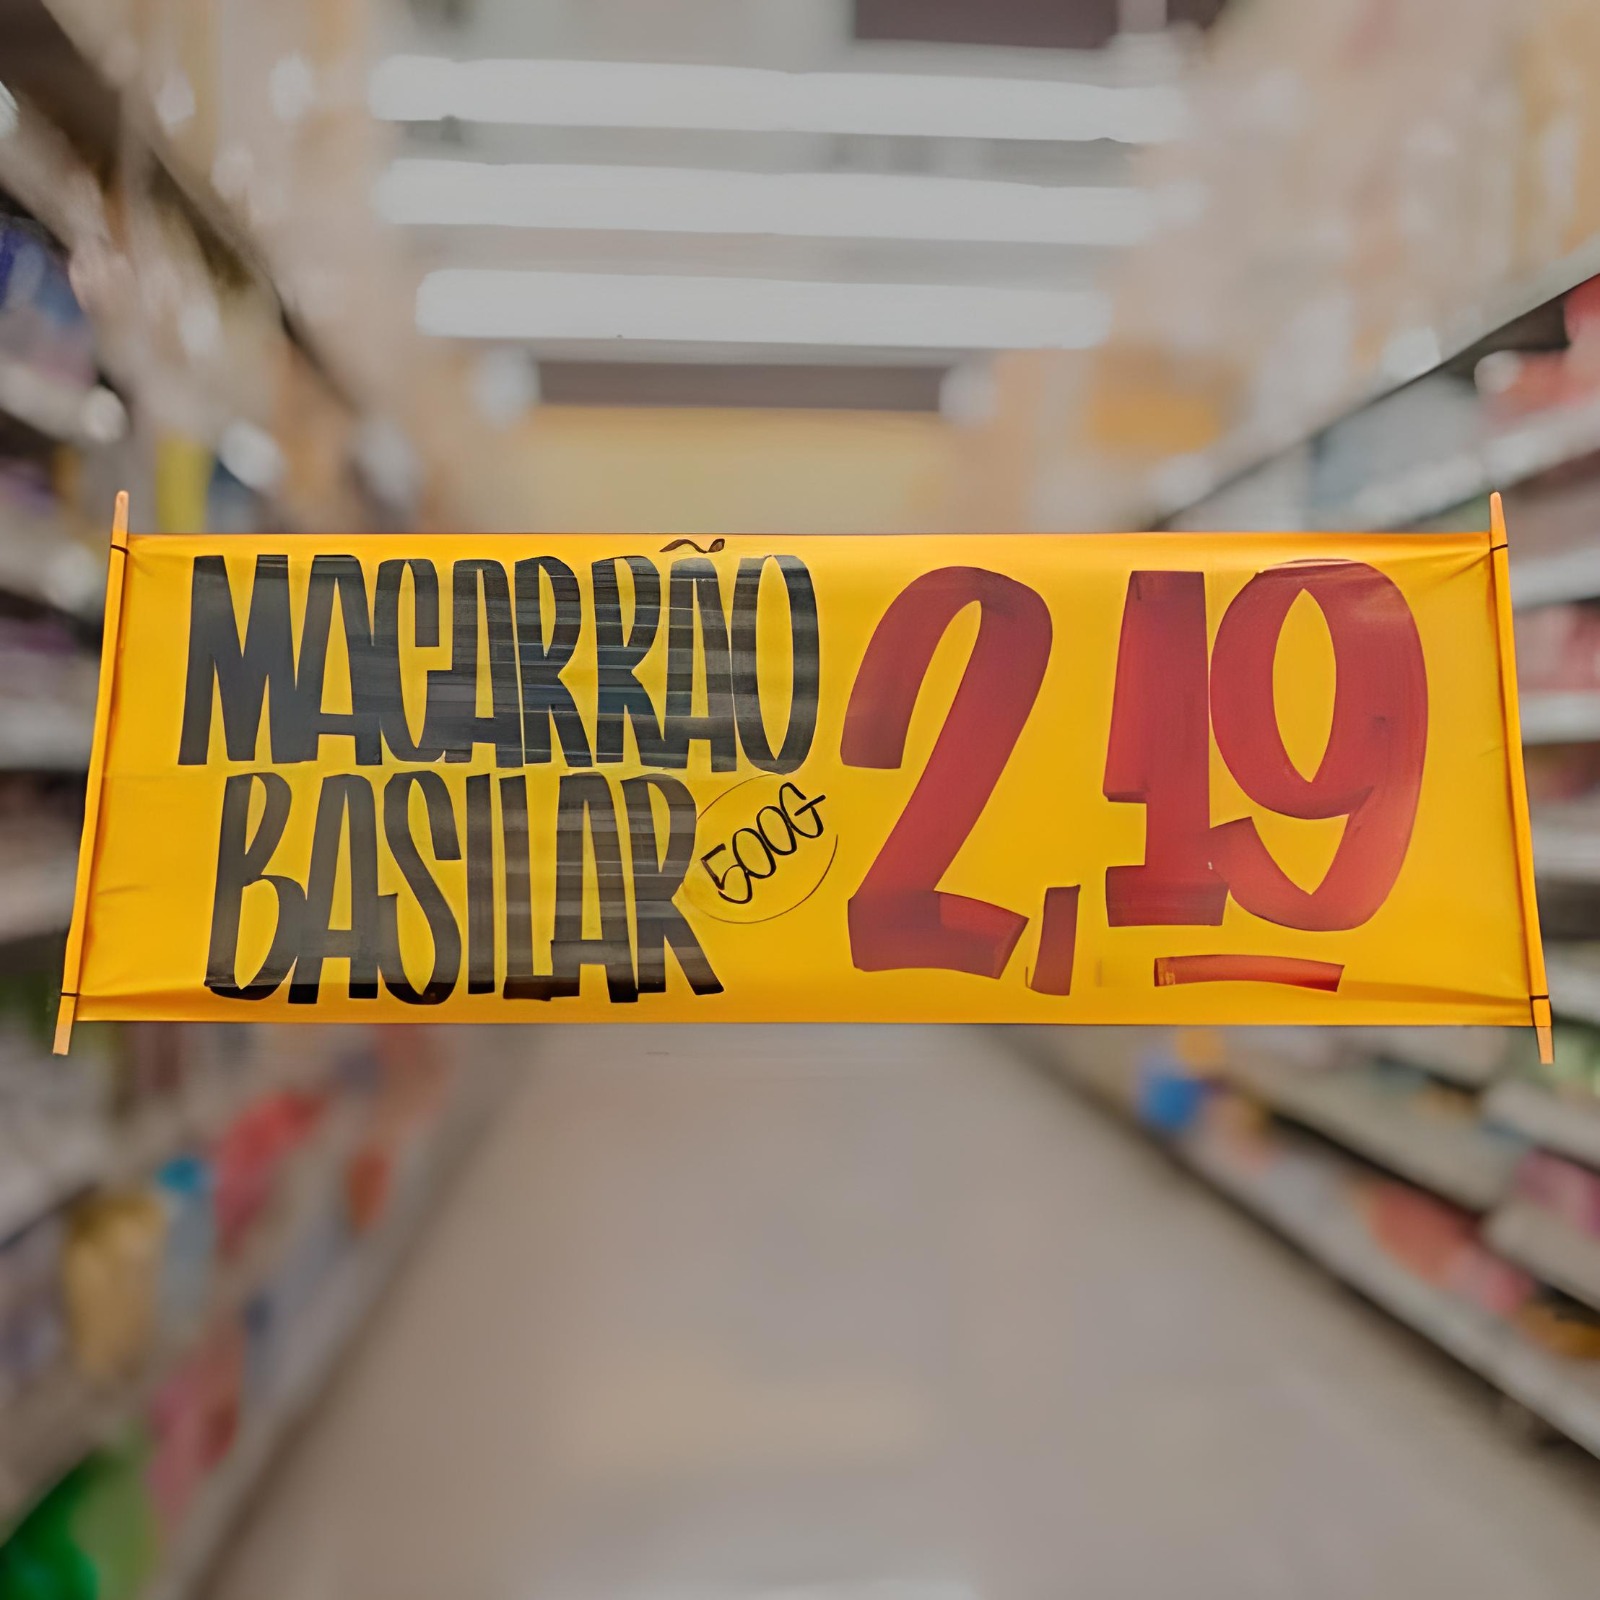 MACARRÃO
BASILAR 500G
2,19